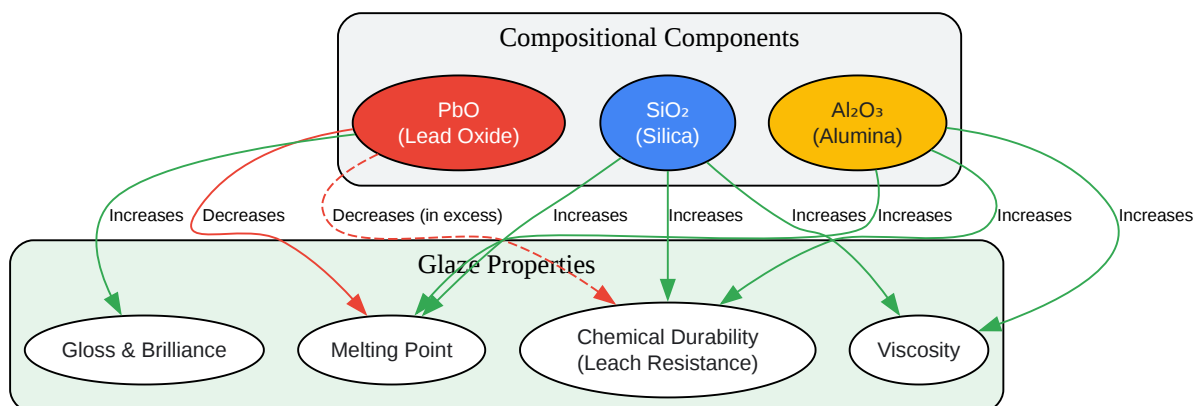 Compositional Components
PbO
(Lead Oxide)
SiO₂
(Silica)
Al₂O₃
(Alumina)
Increases
Decreases
Decreases (in excess)
Increases
Increases
Increases
Increases
Increases
Increases
Glaze Properties
Gloss & Brilliance
Melting Point
Chemical Durability
(Leach Resistance)
Viscosity